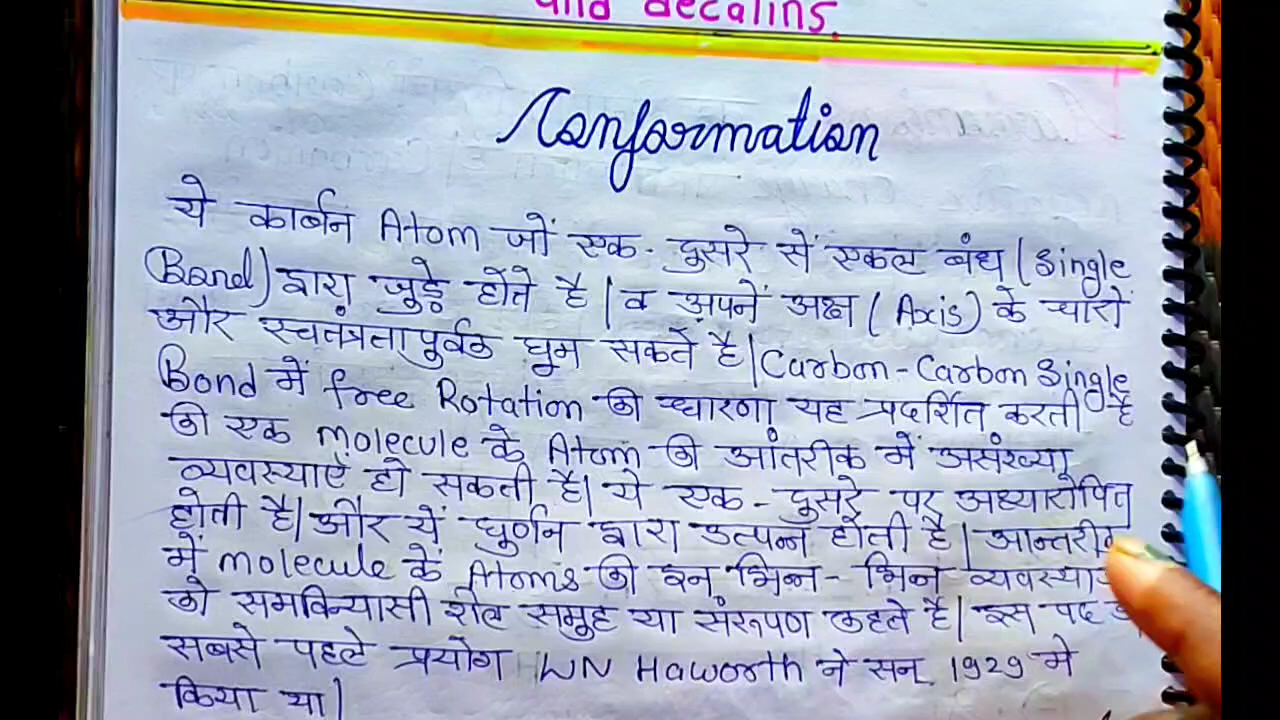 and decalins.
Conformation
ये कार्बन Atom जों एक-दुसरे सें एकल बंध (Single
Bond) द्वारा जुड़े होंते है। व अपनें अक्ष (Axis) के चारों
और स्वतंत्रतापुर्वक घुम सकतें है। Carbon-Carbon Single
Bond में free Rotation की धारणा यह प्रदर्शित करती है
की एक molecule के Atom की आंतरीक में असंख्या
व्यवस्थाएें हो सकती है। ये एक-दुसरे पर अध्यारोपित
होती है। और यें घुर्णन द्वारा उत्पन्न होती है। आन्तरीक
में molecule कें Atoms की इन भिन्न-भिन्न
को समविन्यासी शील समुह या संरूपण कहते है। इस पद
सबसे पहले प्रयोग WN Haworth ने सन् 1929 मे
किया था।